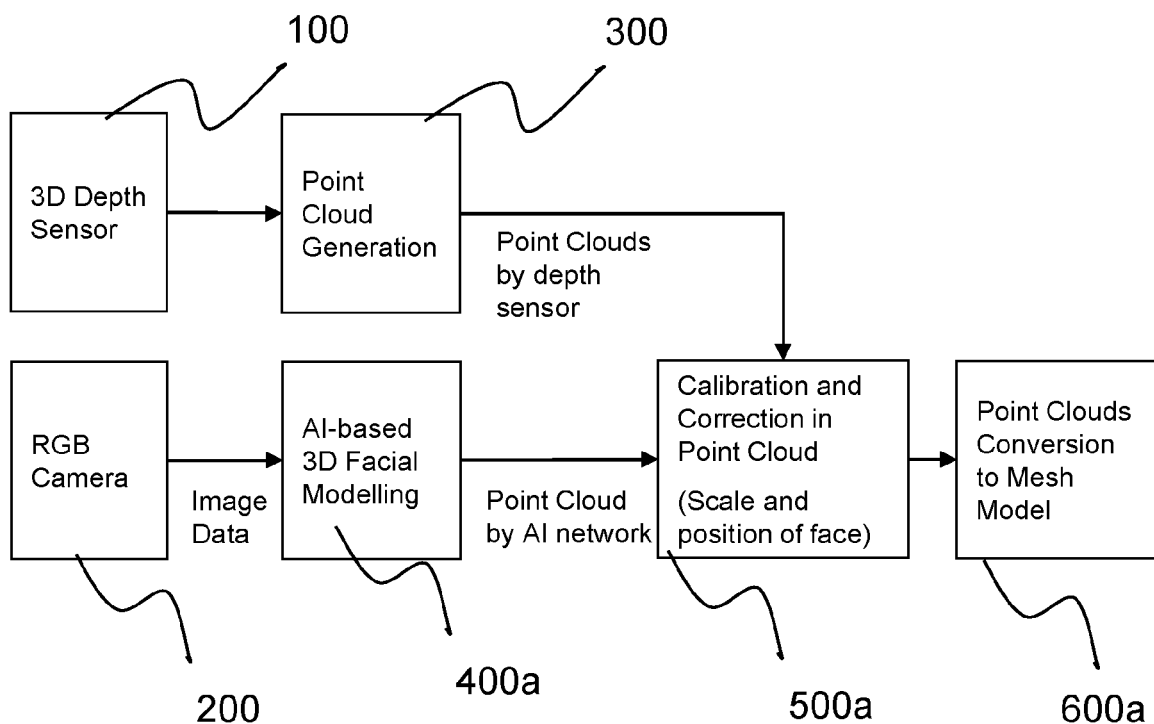 100
300
3D Depth
Sensor
Point
Cloud
Generation
Point Clouds
by depth
sensor
RGB
Camera
Image
Data
AI-based
3D Facial
Modelling
Point Cloud
by AI network
Calibration and
Correction in
Point Cloud
(Scale and
position of face)
Point Clouds
Conversion
to Mesh
Model
200
400a
500a
600a